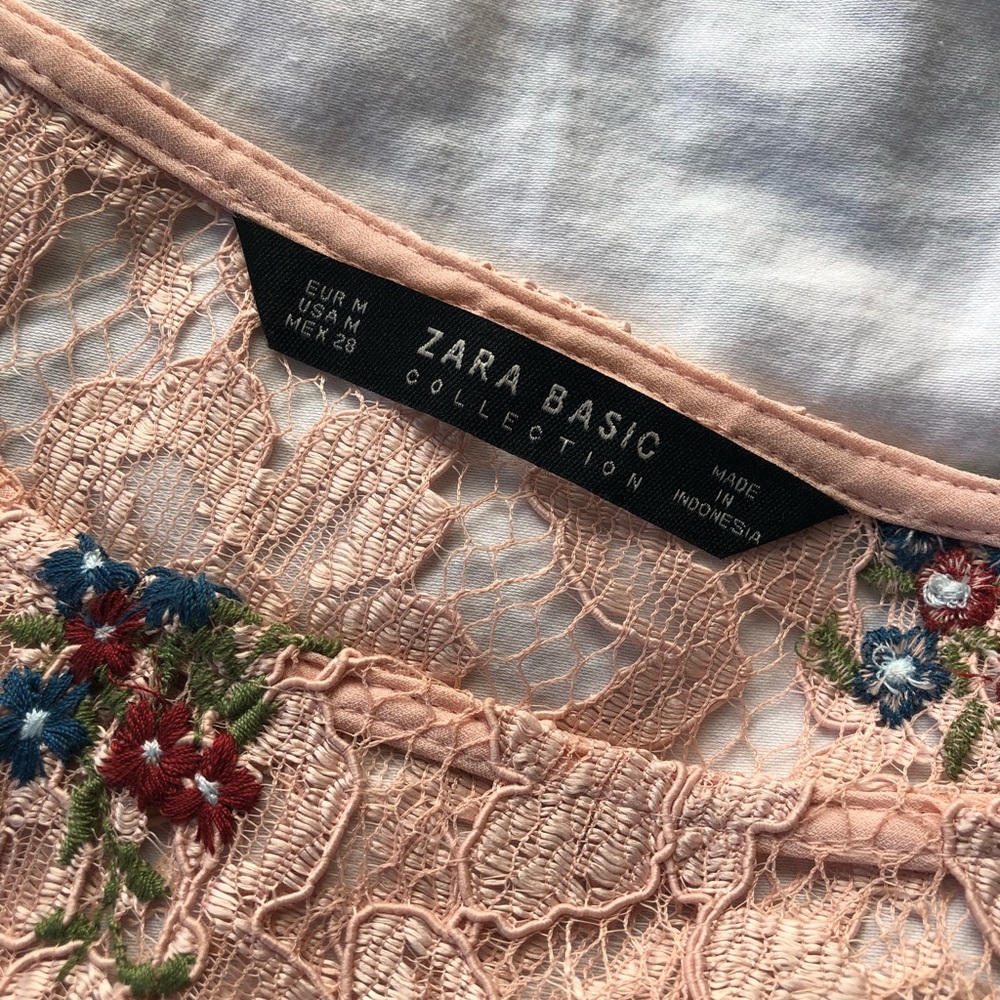 EUR M
USA M
MEX 28
ZARA BASIC
COLLECTION
MADE
IN
INDONESIA